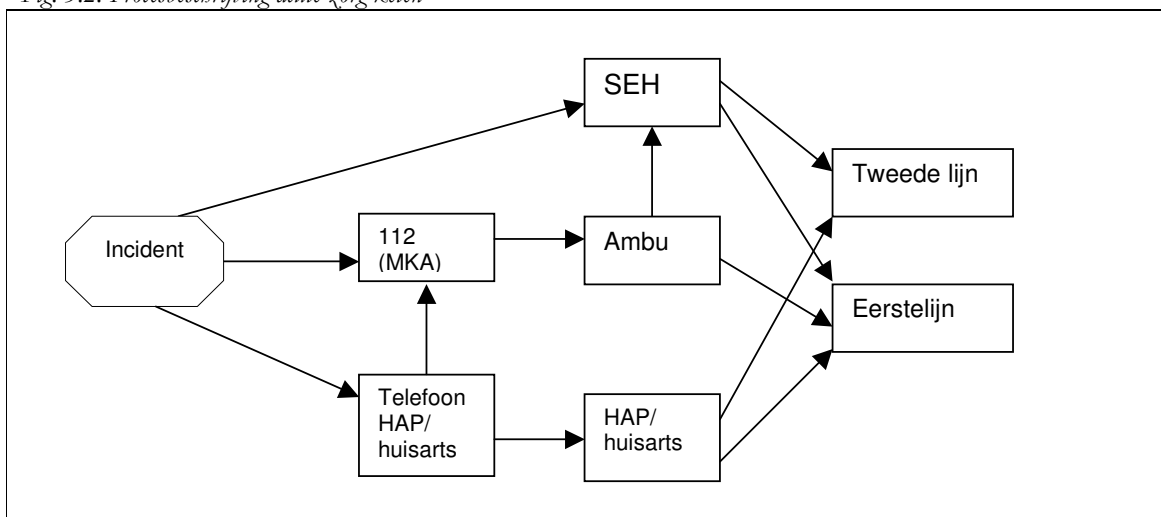 SEH
Tweede lijn
Incident
112
(MKA)
Ambu
Eerstelijn
Telefoon
HAP/
huisarts
HAP/
huisarts